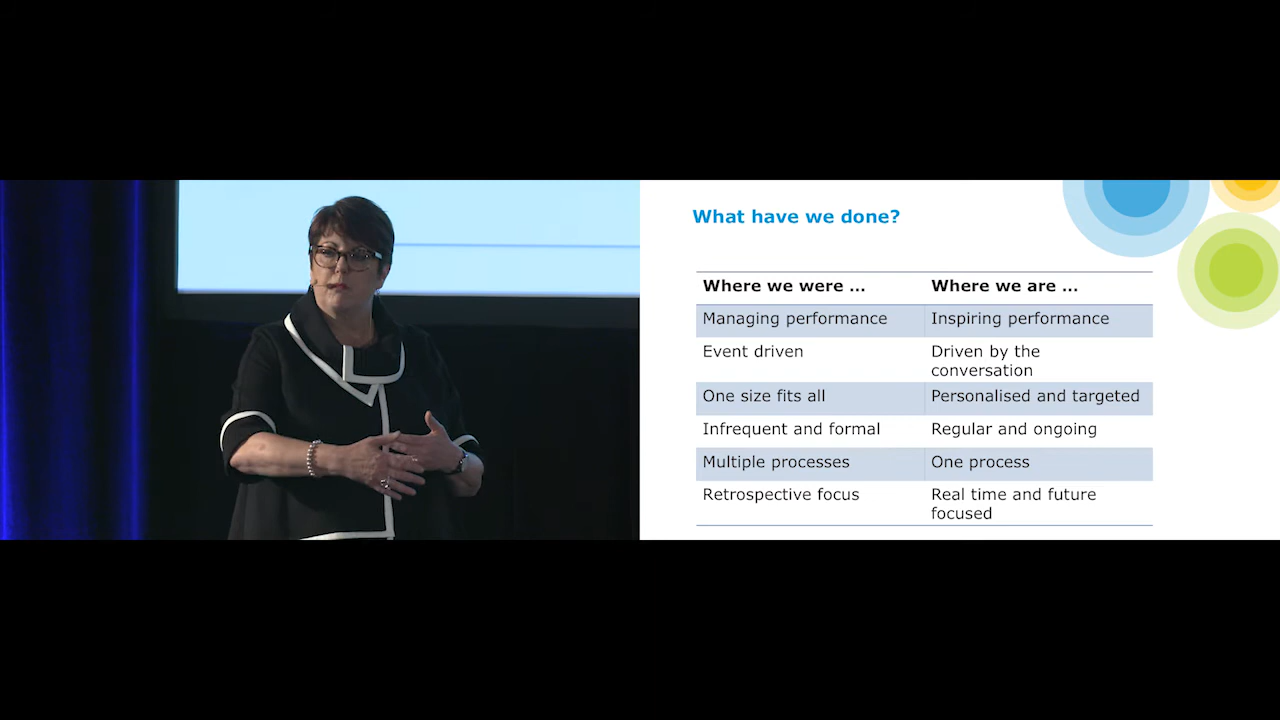 What have we done?
Where we were ... Where we are ...
Managing performance Inspiring performance
Event driven Driven by the
conversation
One size fits all Personalised and targeted
Infrequent and formal Regular and ongoing
Multiple processes One process
Retrospective focus Real time and future
focused